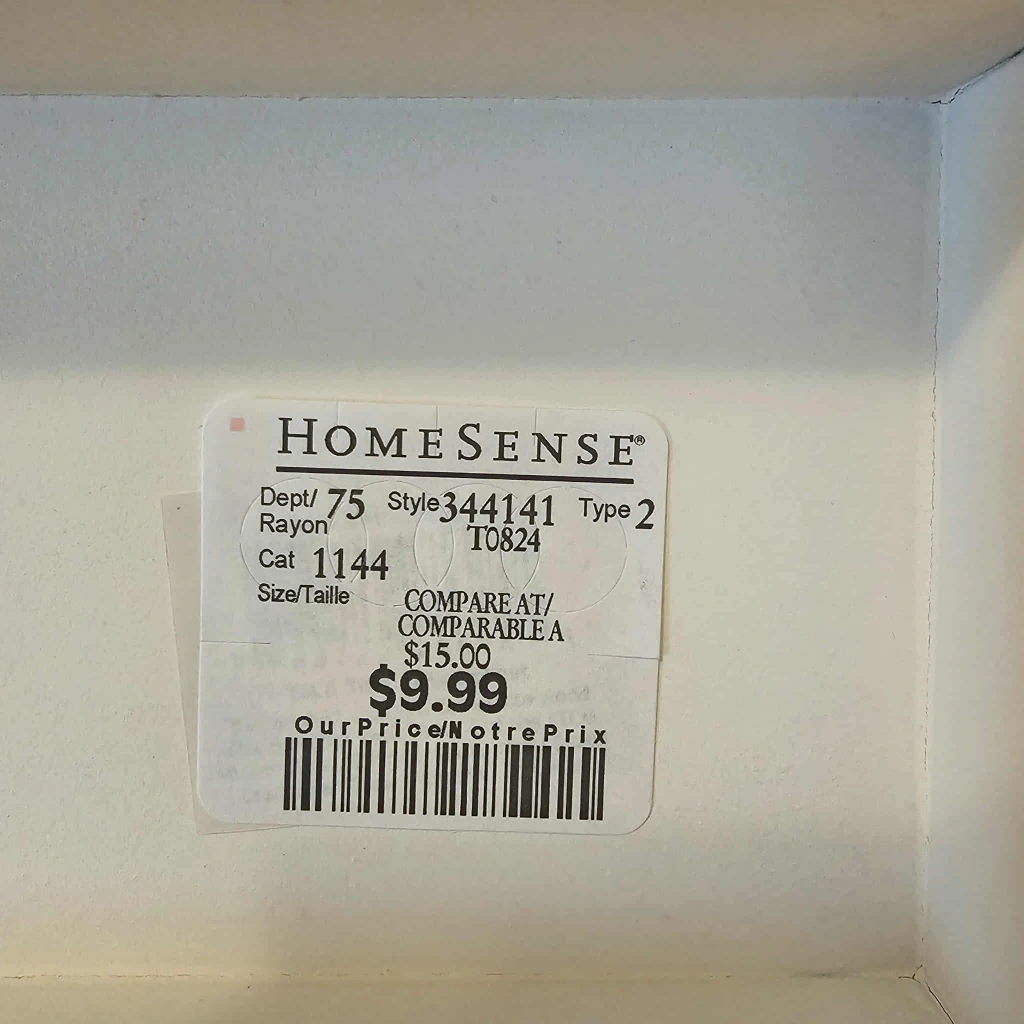 HOMESENSE®
Dept/ 75 Style 344141 Type 2
Rayon T0824
Cat 1144
Size/Taille
COMPARE AT/
COMPARABLE A
$15.00
$9.99
OurPrice/NotrePrix